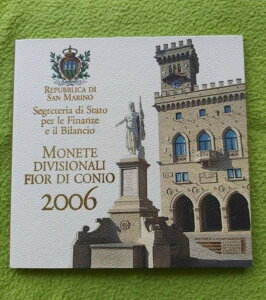 REPUBBLICA DI
SAN MARINO
Segreteria di Stato
per le Finanze
e il Bilancio
MONETE
DIVISIONALI
FIOR DI CONIO
2006